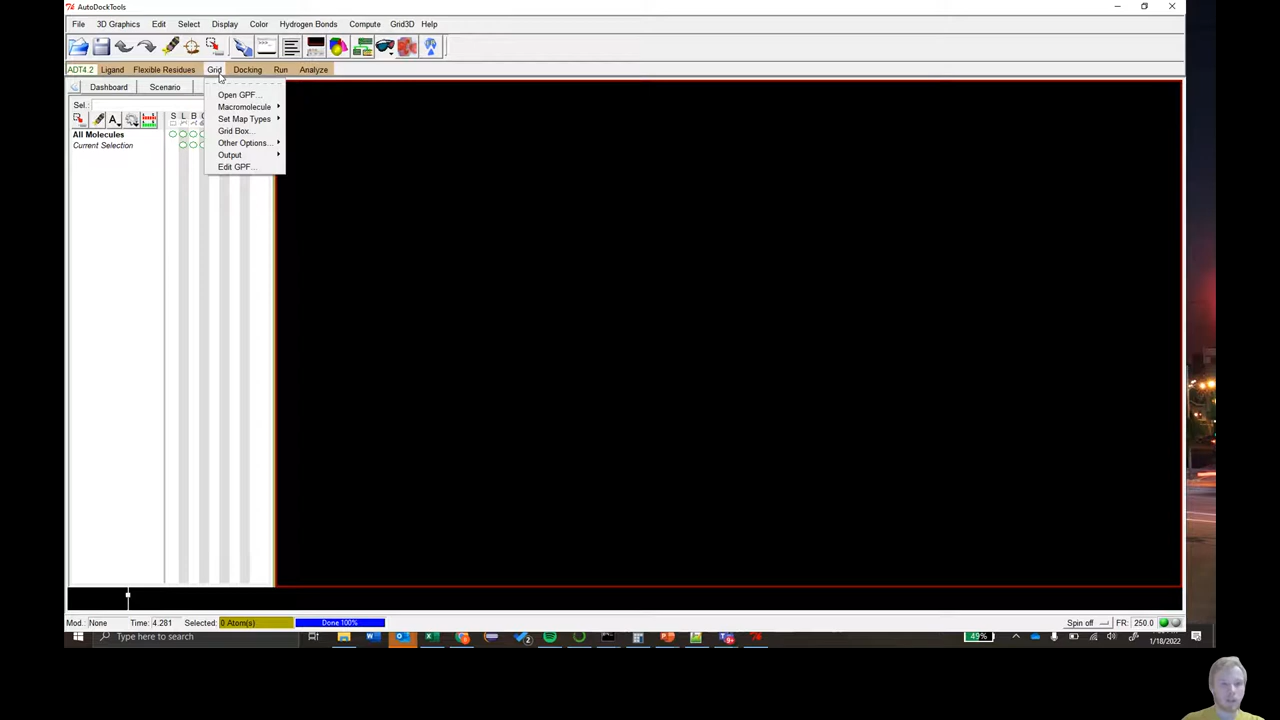 AutoDockTools
File 3D Graphics Edit Select Display Color Hydrogen Bonds Compute Grid3D Help
ADT4.2 Ligand Flexible Residues Grid Docking Run Analyze
Dashboard Scenario
Open GPF...
Sel.:
Macromolecule
S L B C
Set Map Types
Grid Box...
All Molecules
Current Selection
Other Options...
Output
Edit GPF...
Mod.: None Time: 4.281 Selected: 0 Atom(s) Done 100% Spin off FR: 250.0
Type here to search
49%
1/18/2022